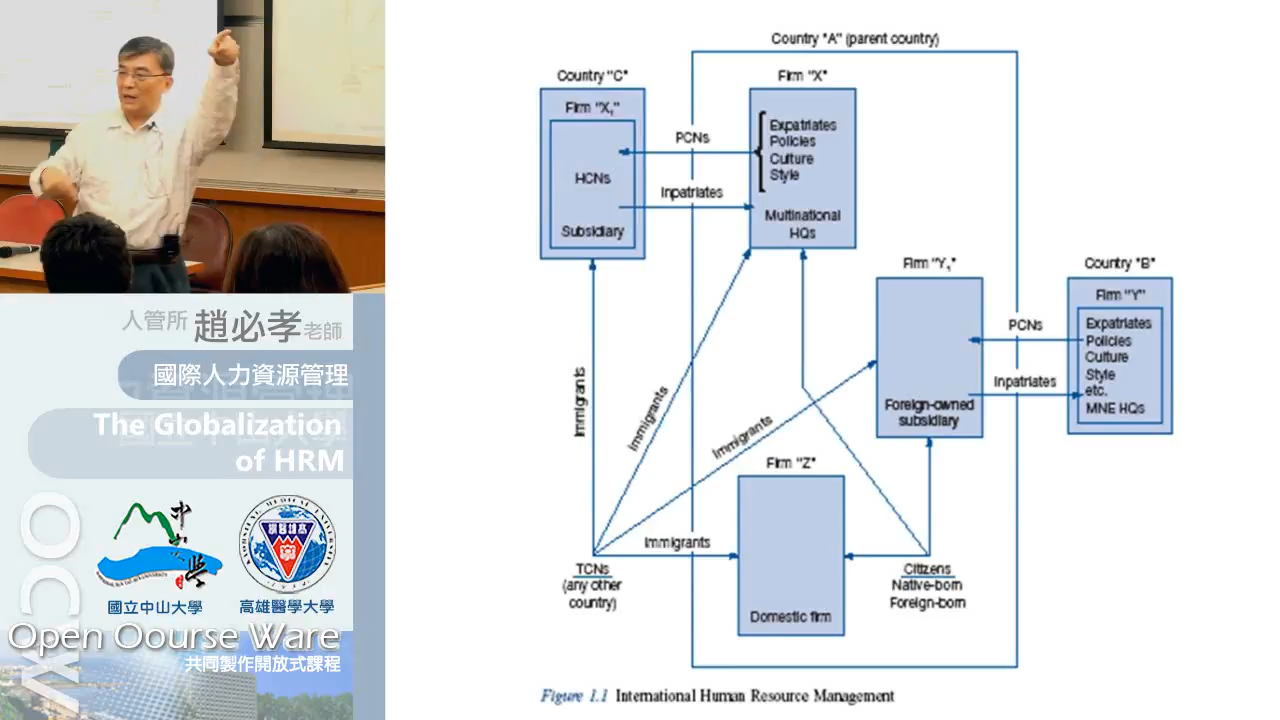 人管所 趙必孝老師
國際人力資源管理
The Globalization
of HRM
OCW
國立中山大學
高雄醫學大學
Open Oourse Ware
共同製作開放式課程
Country "A" (parent country)
Country "C"
Firm "X₁"
HCNs
Subsidiary
PCNs
Inpatriates
Firm "X"
Expatriates
Policies
Culture
Style
Multinational
HQs
Firm "Y₁"
Foreign-owned
subsidiary
Country "B"
Firm "Y"
PCNs
Inpatriates
Expatriates
Policies
Culture
Style
etc.
MNE HQs
Immigrants
Immigrants
Immigrants
Firm "Z"
Immigrants
Domestic firm
TCNs
(any other
country)
Citizens
Native-born
Foreign-born
Figure 1.1 International Human Resource Management